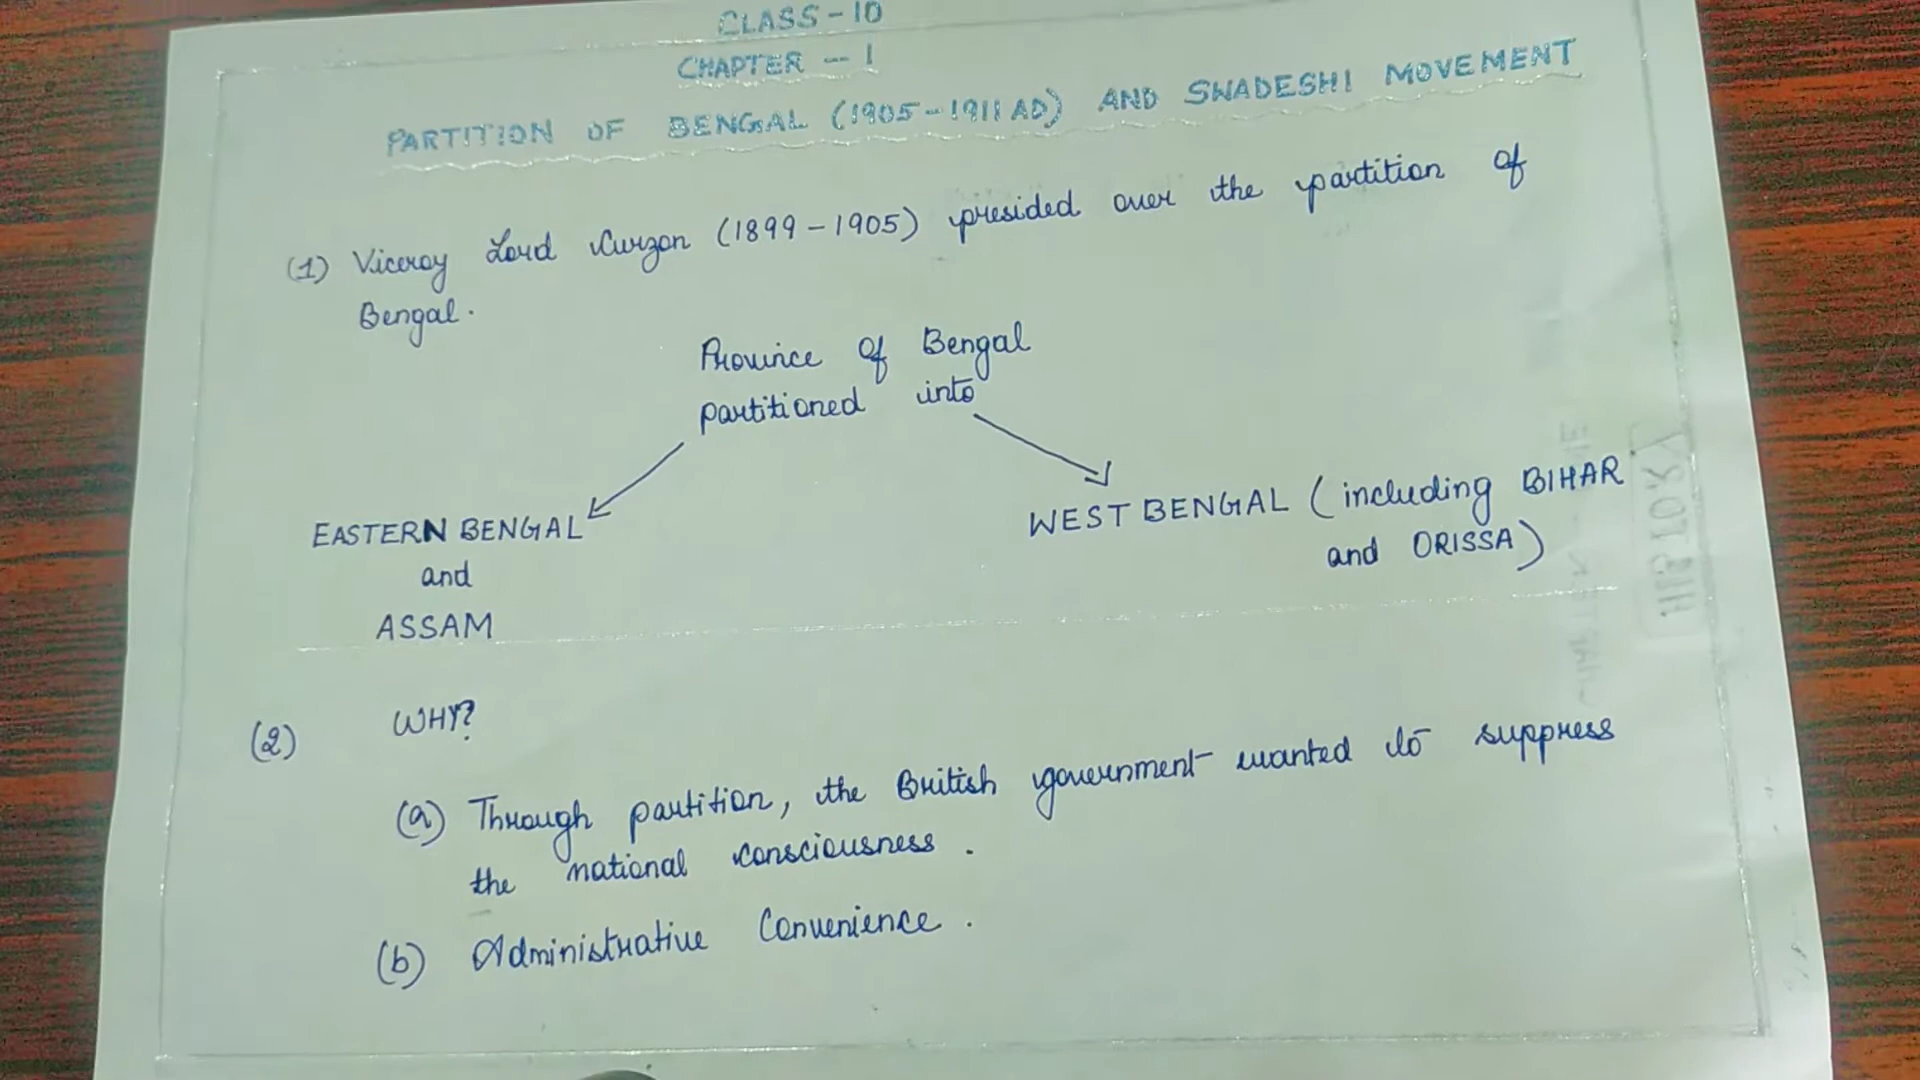 CLASS - 10
CHAPTER - 1
PARTITION OF BENGAL (1905-1911 AD) AND SWADESHI MOVEMENT
(1) Viceroy Lord Curzon (1899-1905) presided over the partition of
Bengal.
Province of Bengal
partitioned into
EASTERN BENGAL
and
ASSAM
WEST BENGAL (including BIHAR
and ORISSA)
(2) WHY?
(a) Through partition, the British government wanted to suppress
the national consciousness.
(b) Administrative Convenience.
HISTORY